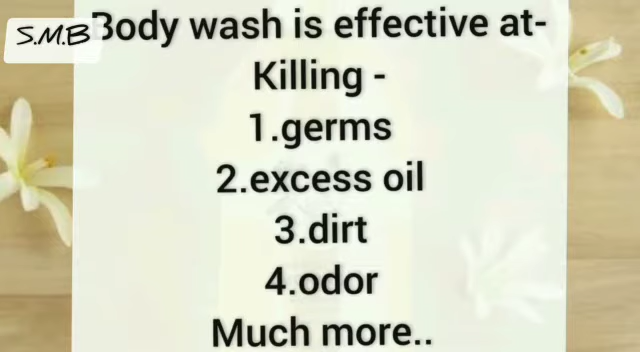 S.M.B
Body wash is effective at-
Killing -
1.germs
2.excess oil
3.dirt
4.odor
Much more..